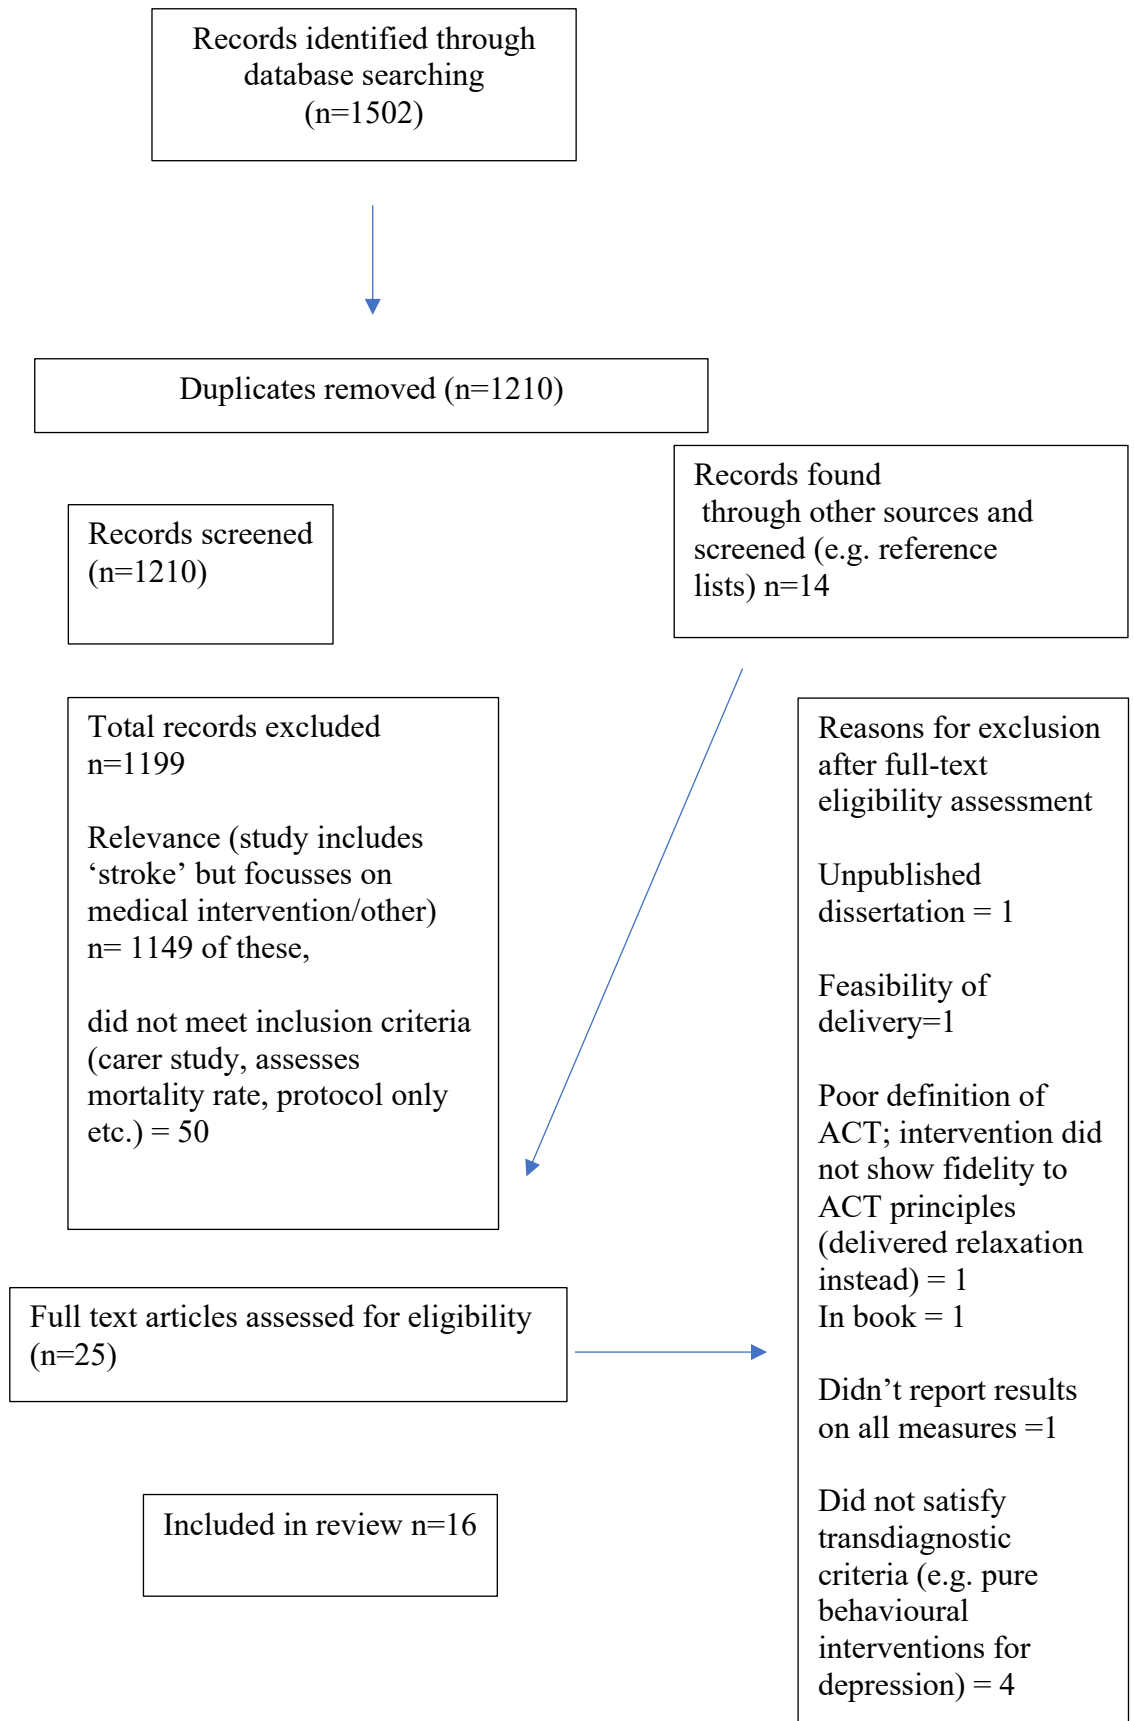 Records identified through
database searching
(n=1502)
Duplicates removed (n=1210)
Records found
through other sources and
screened (e.g. reference
lists) n=14
Records screened
(n=1210)
Total records excluded
n=1199
Relevance (study includes
‘stroke’ but focusses on
medical intervention/other)
n= 1149 of these,
did not meet inclusion criteria
(carer study, assesses
mortality rate, protocol only
etc.) = 50
Reasons for exclusion
after full-text
eligibility assessment
Unpublished
dissertation = 1
Feasibility of
delivery=1
Poor definition of
ACT; intervention did
not show fidelity to
ACT principles
(delivered relaxation
instead) = 1
In book = 1
Didn’t report results
on all measures =1
Did not satisfy
transdiagnostic
criteria (e.g. pure
behavioural
interventions for
depression) = 4
Full text articles assessed for eligibility
(n=25)
Included in review n=16